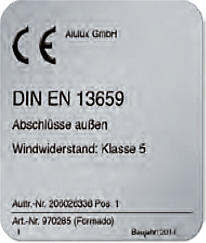 CE Alulux GmbH
DIN EN 13659
Abschlüsse außen
Windwiderstand: Klasse 5
Auftr.-Nr. 206026336 Pos. 1
Art.-Nr. 970285 (Formado)
Baujahr 2014